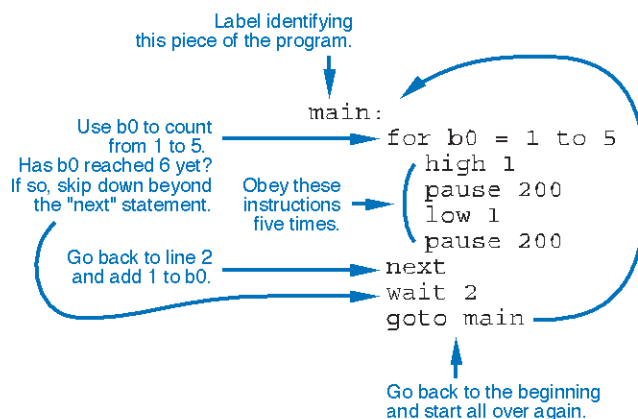 Label identifying
this piece of the program.
main:
Use b0 to count
from 1 to 5.
Has b0 reached 6 yet?
If so, skip down beyond
the "next" statement.
for b0 = 1 to 5
high 1
pause 200
low 1
pause 200
Obey these
instructions
five times.
Go back to line 2
and add 1 to b0.
next
wait 2
goto main
Go back to the beginning
and start all over again.